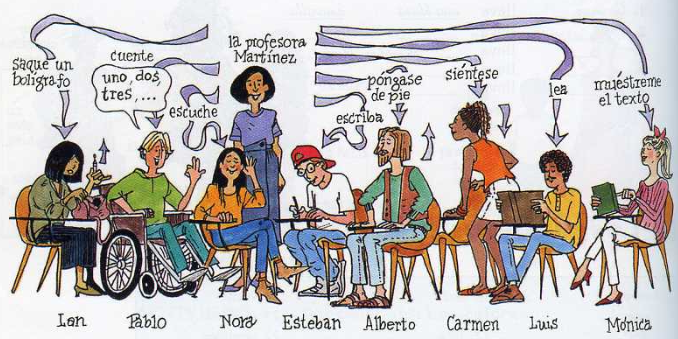 saque un
bolígrafo
cuente
uno, dos,
tres, ...
escuche
la profesora
Martínez
escriba
póngase
de pie
siéntese
lea
muéstreme
el texto
Lan
Pablo
Nora
Esteban
Alberto
Carmen
Luis
Mónica